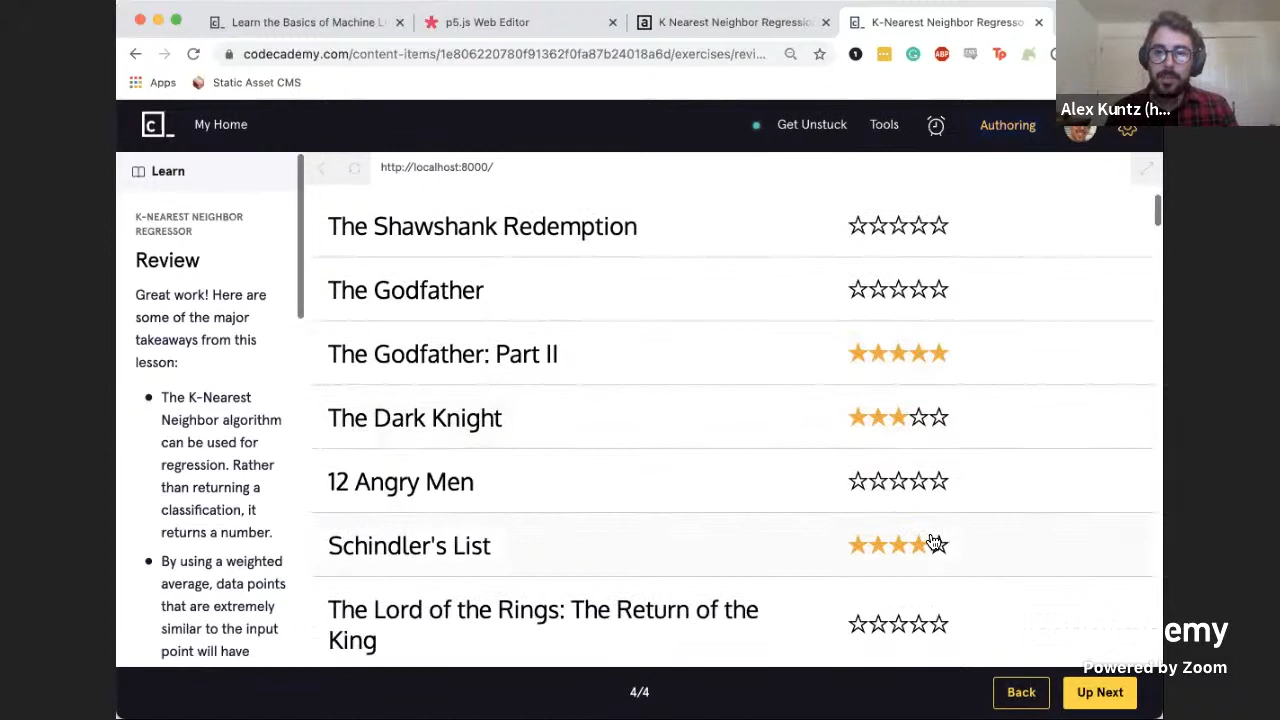 Learn the Basics of Machine L
p5.js Web Editor
K Nearest Neighbor Regressio
K-Nearest Neighbor Regresso
codecademy.com/content-items/1e806220780f91362f0fa87b24018a6d/exercises/revi...
Apps
Static Asset CMS
Alex Kuntz (h...
My Home
Get Unstuck
Tools
Authoring
Learn
http://localhost:8000/
K-NEAREST NEIGHBOR
REGRESSOR
Review
Great work! Here are
some of the major
takeaways from this
lesson:
The K-Nearest
Neighbor algorithm
can be used for
regression. Rather
than returning a
classification, it
returns a number.
By using a weighted
average, data points
that are extremely
similar to the input
point will have
The Shawshank Redemption
The Godfather
The Godfather: Part II
The Dark Knight
12 Angry Men
Schindler's List
The Lord of the Rings: The Return of the
King
4/4
Back
Up Next
emy
Powered by Zoom